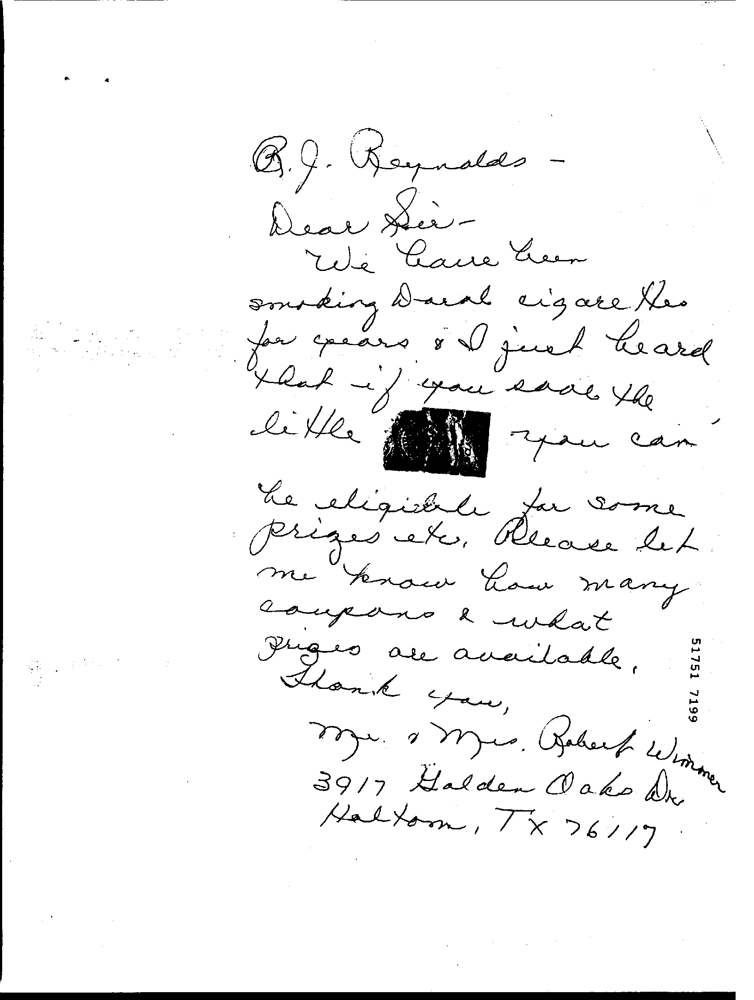 R.J. Reynolds -
Dear Sir -
We have been
smoking Doral cigarettes
for years & I just heard
that if you save the
little you can
be eligible for some
prizes etc. Please let
me know how many
coupons & what
prizes are available.
Thank you,
Mr. & Mrs. Robert Wimmer
3917 Golden Oaks Dr
Haltom, TX 76117
51751 7199